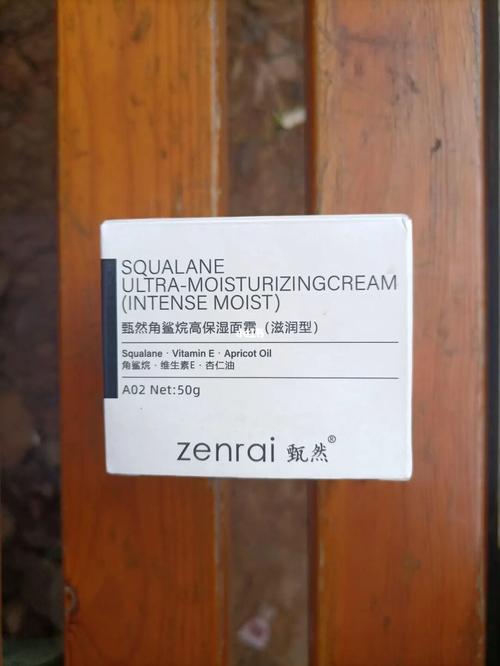 SQUALANE
ULTRA-MOISTURIZINGCREAM
(INTENSE MOIST)
甄然角鲨烷高保湿面霜（滋润型）
Squalane · Vitamin E · Apricot Oil
角鲨烷 · 维生素E · 杏仁油
A02 Net:50g
zenrai 甄然®